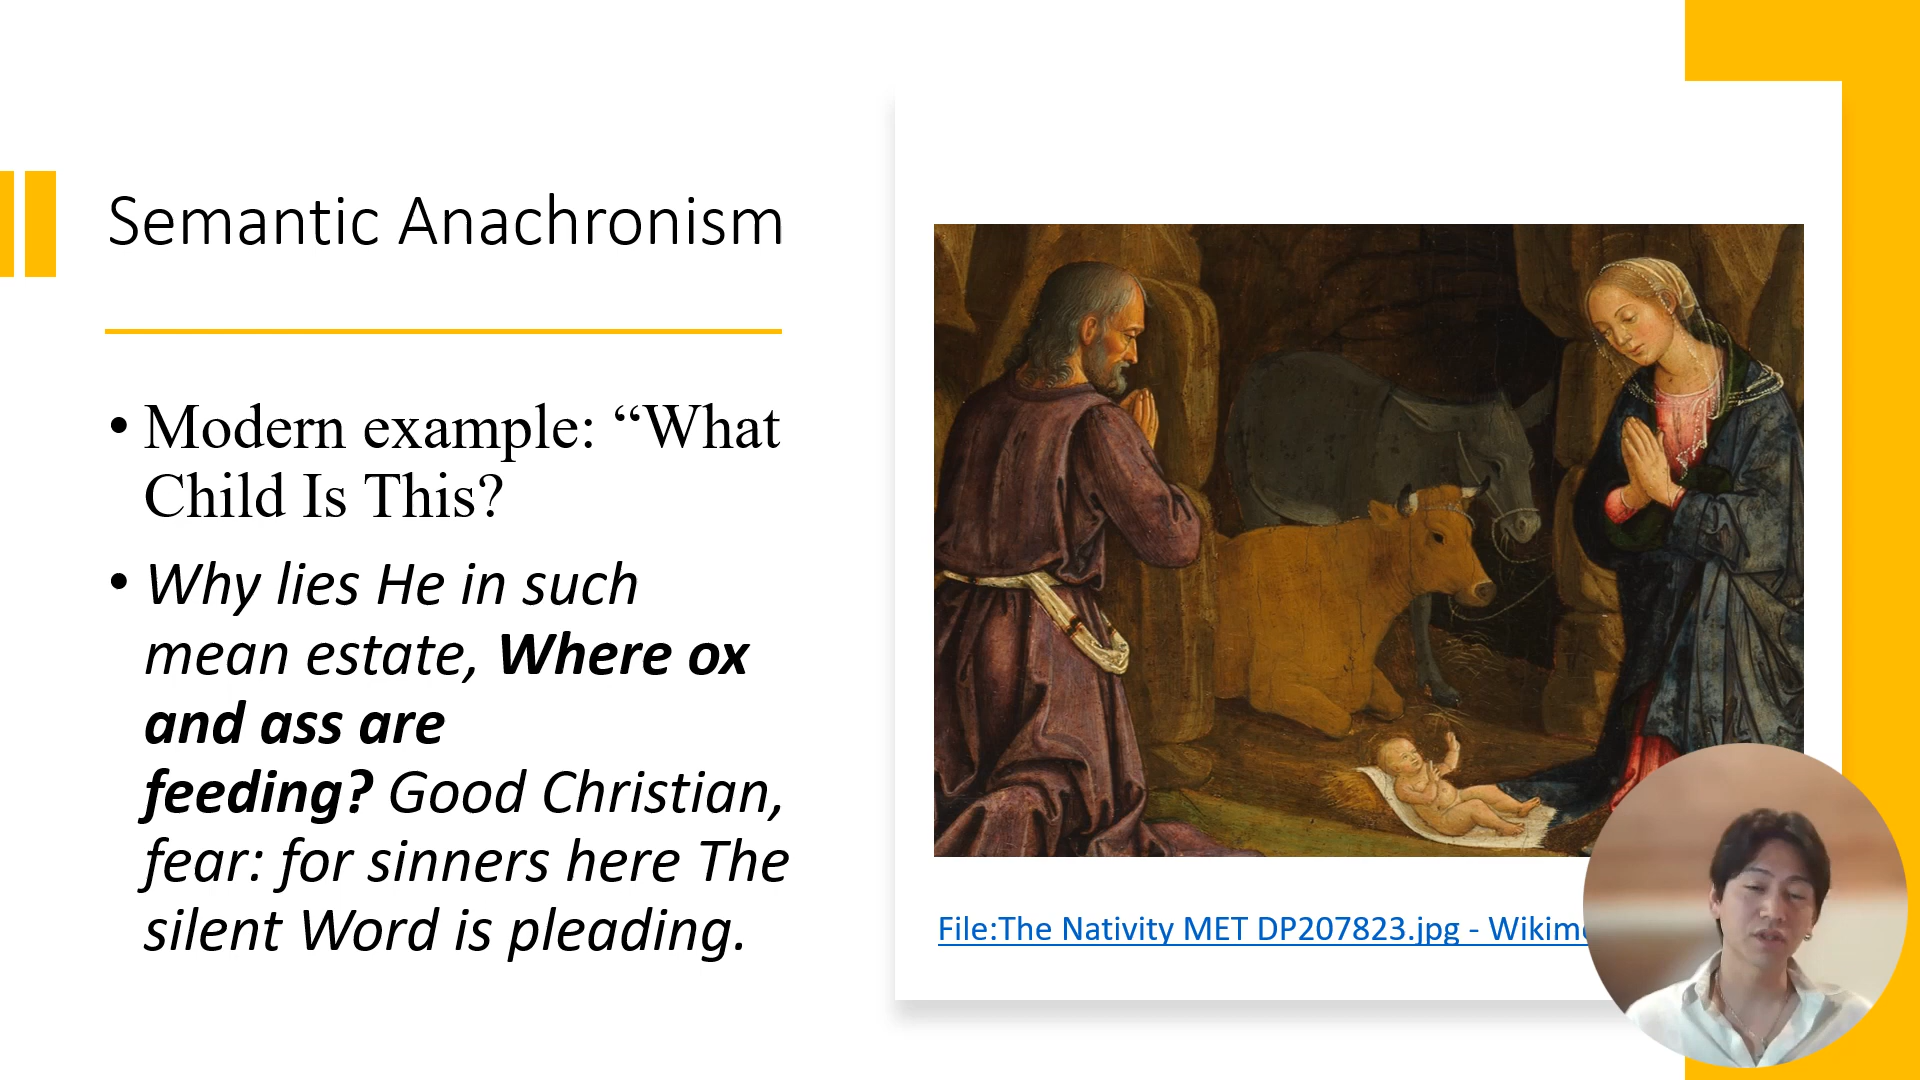 Semantic Anachronism
• Modern example: “What
Child Is This?
• Why lies He in such
mean estate, Where ox
and ass are
feeding? Good Christian,
fear: for sinners here The
silent Word is pleading.
File:The Nativity MET DP207823.jpg -